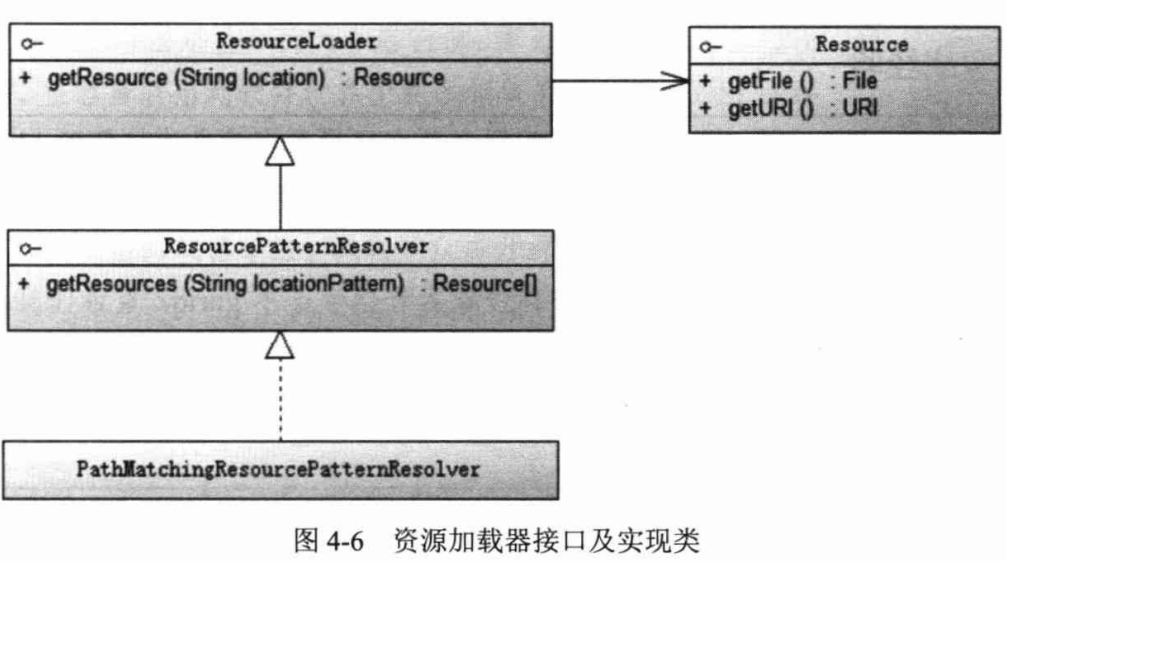 ResourceLoader
+ getResource (String location) : Resource
Resource
+ getFile () : File
+ getURI () : URI
ResourcePatternResolver
+ getResources (String locationPattern) : Resource[]
PathMatchingResourcePatternResolver
图 4-6 资源加载器接口及实现类